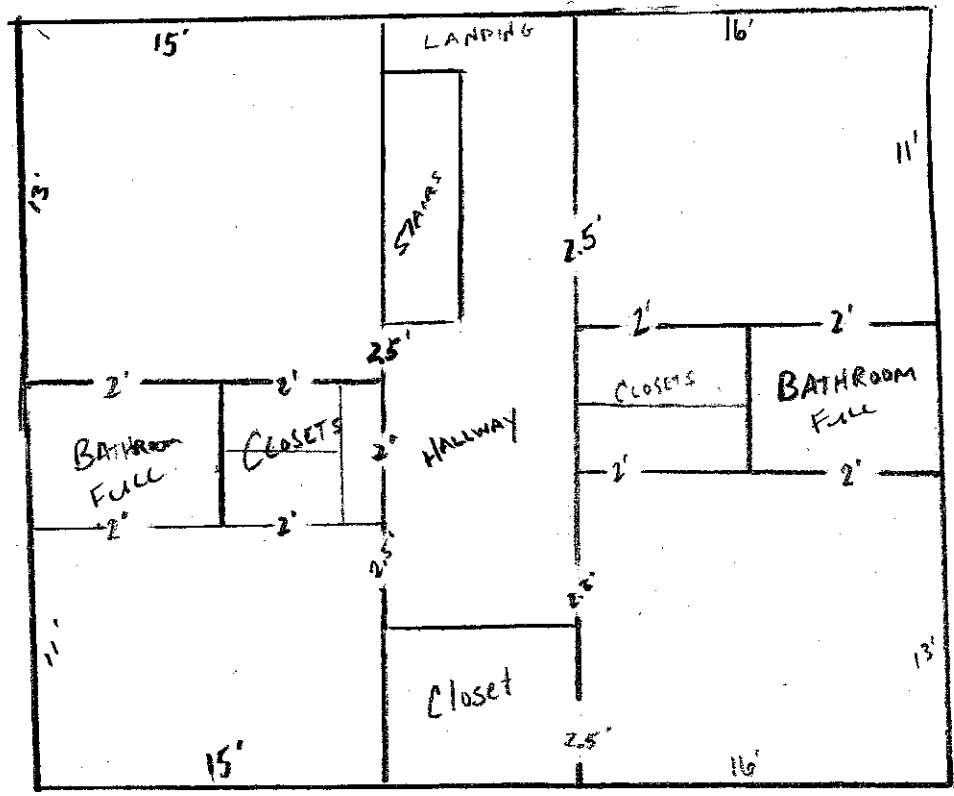 15'
LANDING
16'
13'
STAIRS
11'
2.5'
2'
2'
2.5'
2'
2'
CLOSETS
BATHROOM
FULL
BATHROOM
FULL
CLOSETS
2'
HALLWAY
2'
2'
2'
2'
2.5'
2.5'
11'
Closet
13'
15'
2.5'
16'